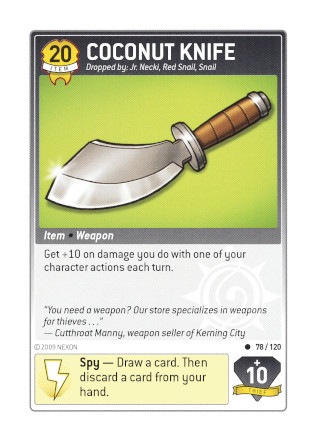 20
ITEM
COCONUT KNIFE
Dropped by: Jr. Necki, Red Snail, Snail
Item • Weapon
Get +10 on damage you do with one of your
character actions each turn.
"You need a weapon? Our store specializes in weapons
for thieves . . ."
— Cutthroat Manny, weapon seller of Kerning City
© 2009 NEXON
● 78 / 120
Spy — Draw a card. Then
discard a card from your
hand.
+
10
THIEF